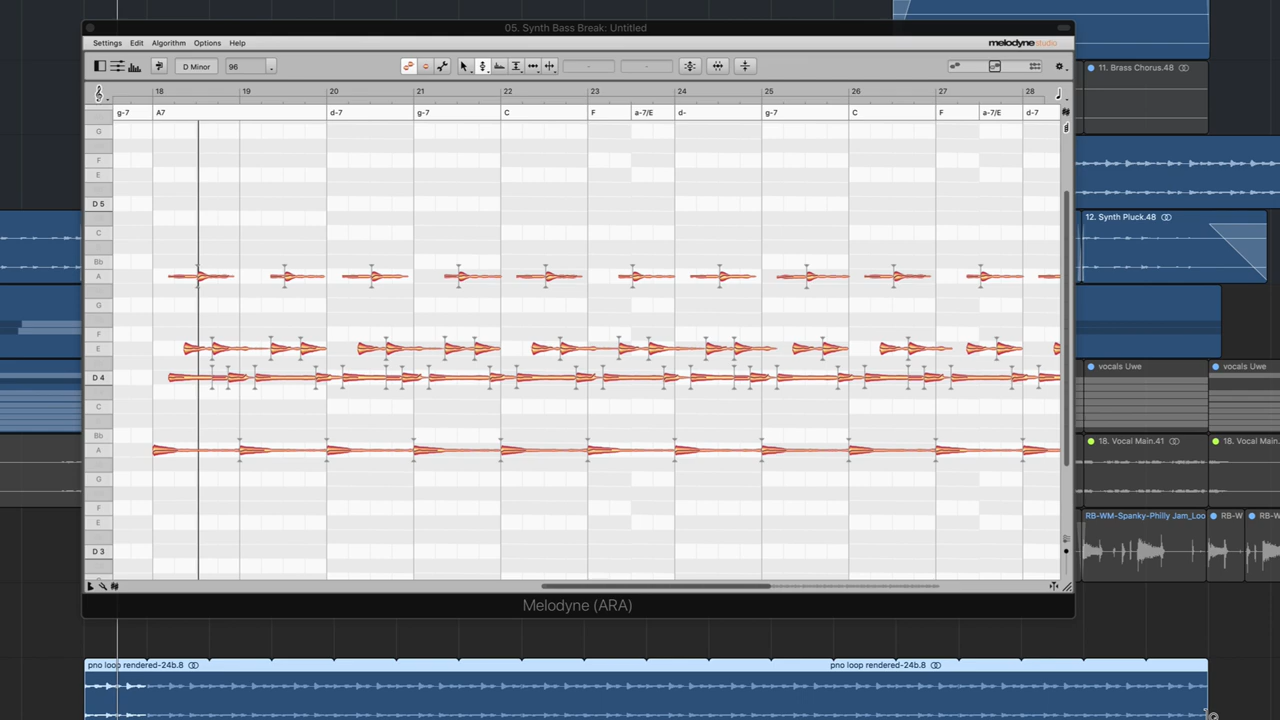 05. Synth Bass Break: Untitled
Settings Edit Algorithm Options Help
melodyne studio
D Minor 96
18 19 20 21 22 23 24 25 26 27 28
g-7 A7 d-7 g-7 C F a-7/E d- g-7 C F a-7/E d-7
G
F
E
D 5
C
Bb
A
G
F
E
D 4
C
Bb
A
G
F
E
D 3
Melodyne (ARA)
11. Brass Chorus.48
12. Synth Pluck.48
vocals Uwe vocals Uwe
18. Vocal Main.41 18. Vocal Main.
RB-WM-Spanky-Philly Jam_Loo RB-W RB-W
pno loop rendered-24b.8 pno loop rendered-24b.8